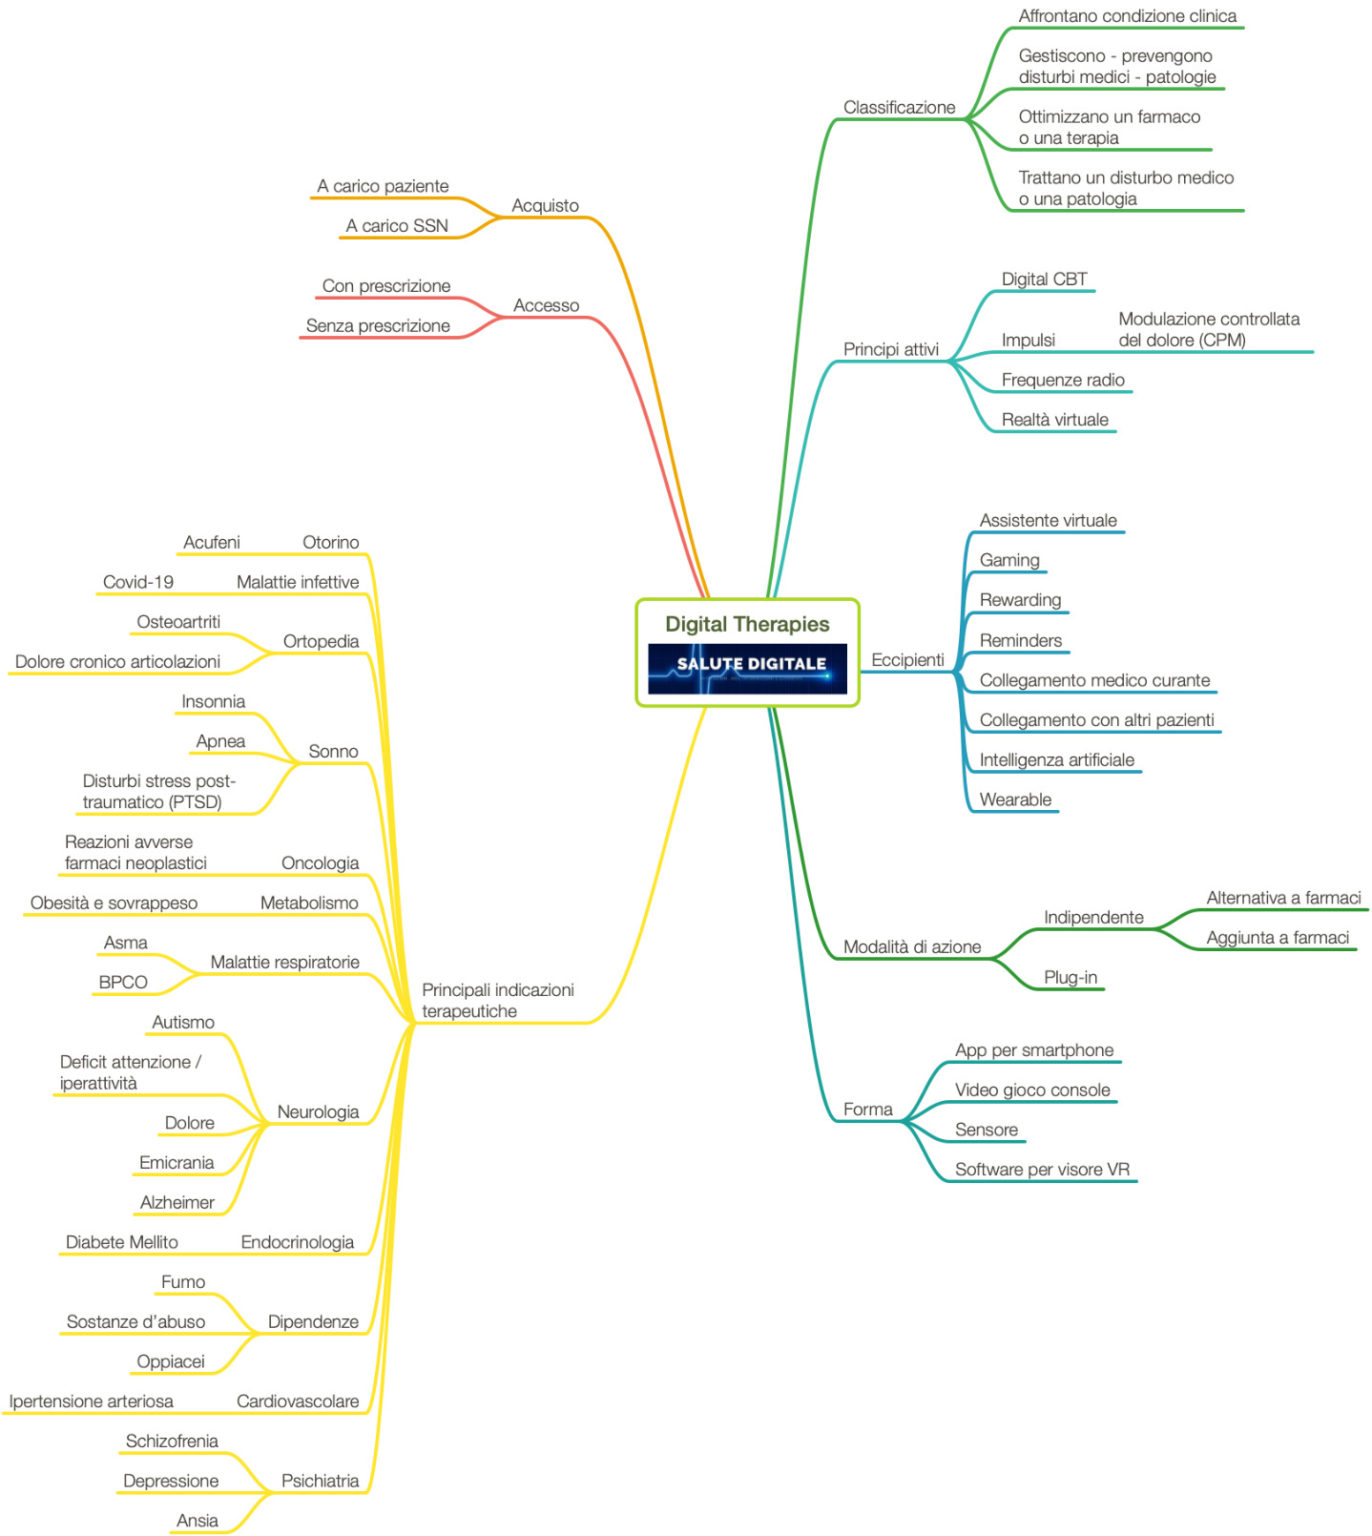 Digital Therapies
SALUTE DIGITALE
Classificazione
Affrontano condizione clinica
Gestiscono - prevengono
disturbi medici - patologie
Ottimizzano un farmaco
o una terapia
Trattano un disturbo medico
o una patologia
Principi attivi
Digital CBT
Impulsi
Modulazione controllata
del dolore (CPM)
Frequenze radio
Realtà virtuale
Eccipienti
Assistente virtuale
Gaming
Rewarding
Reminders
Collegamento medico curante
Collegamento con altri pazienti
Intelligenza artificiale
Wearable
Modalità di azione
Indipendente
Alternativa a farmaci
Aggiunta a farmaci
Plug-in
Forma
App per smartphone
Video gioco console
Sensore
Software per visore VR
Acquisto
A carico paziente
A carico SSN
Accesso
Con prescrizione
Senza prescrizione
Principali indicazioni
terapeutiche
Otorino
Acufeni
Malattie infettive
Covid-19
Ortopedia
Osteoartriti
Dolore cronico articolazioni
Sonno
Insonnia
Apnea
Disturbi stress post-
traumatico (PTSD)
Oncologia
Reazioni avverse
farmaci neoplastici
Metabolismo
Obesità e sovrappeso
Malattie respiratorie
Asma
BPCO
Neurologia
Autismo
Deficit attenzione /
iperattività
Dolore
Emicrania
Alzheimer
Endocrinologia
Diabete Mellito
Dipendenze
Fumo
Sostanze d'abuso
Oppiacei
Cardiovascolare
Ipertensione arteriosa
Psichiatria
Schizofrenia
Depressione
Ansia